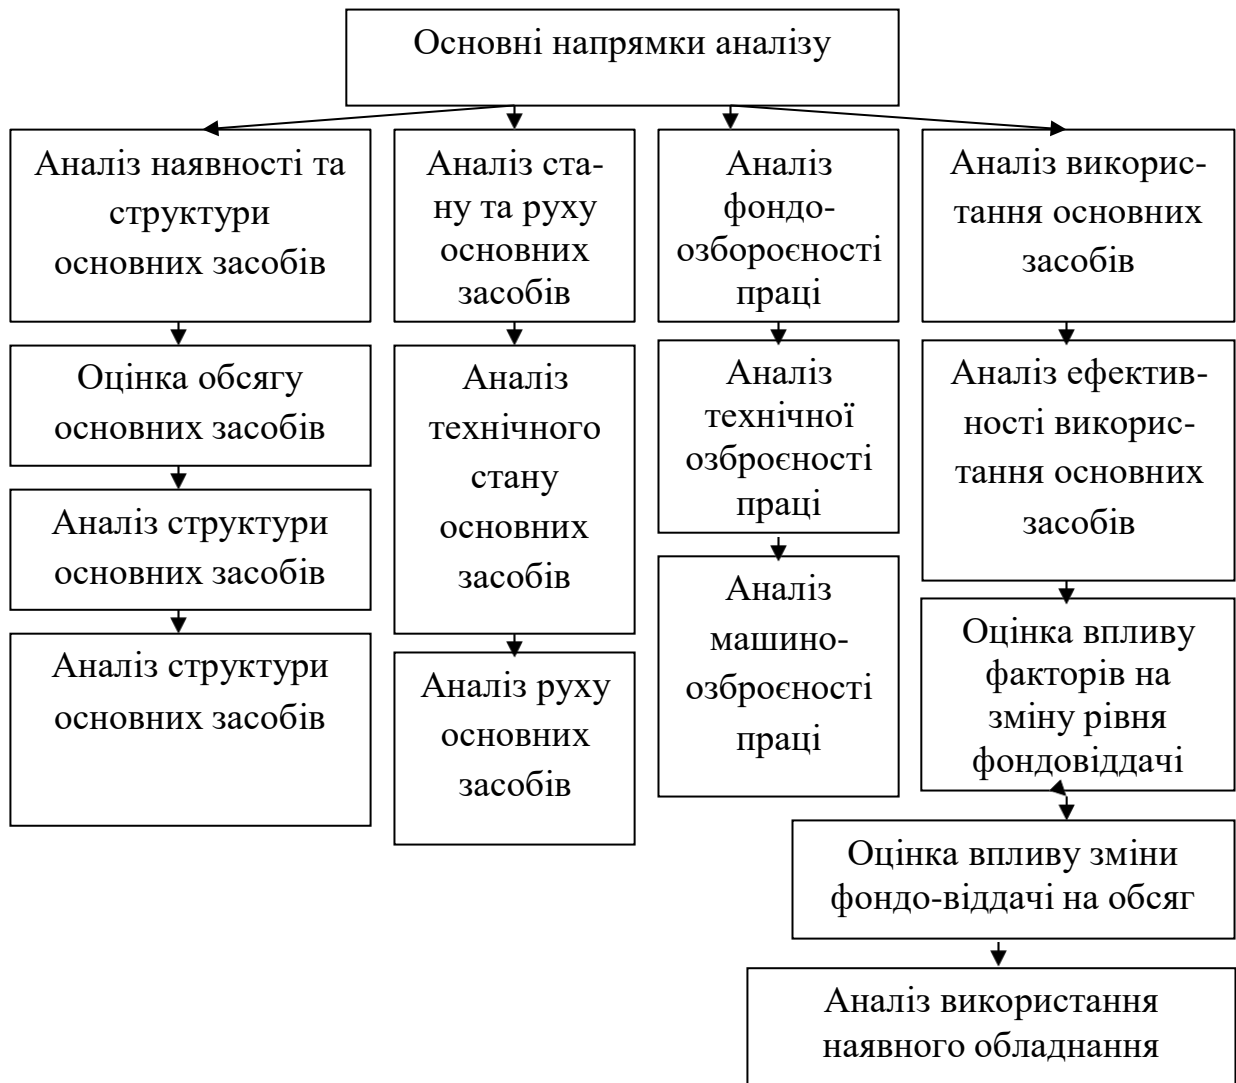 Основні напрямки аналізу
Аналіз наявності та
структури
основних засобів
Оцінка обсягу
основних засобів
Аналіз структури
основних засобів
Аналіз структури
основних засобів
Аналіз ста-
ну та руху
основних
засобів
Аналіз
технічного
стану
основних
засобів
Аналіз руху
основних
засобів
Аналіз
фондо-
озбороєності
праці
Аналіз
технічної
озброєності
праці
Аналіз
машино-
озброєності
праці
Аналіз викорис-
тання основних
засобів
Аналіз ефектив-
ності викорис-
тання основних
засобів
Оцінка впливу
факторів на
зміну рівня
фондовіддачі
Оцінка впливу зміни
фондо-віддачі на обсяг
Аналіз використання
наявного обладнання